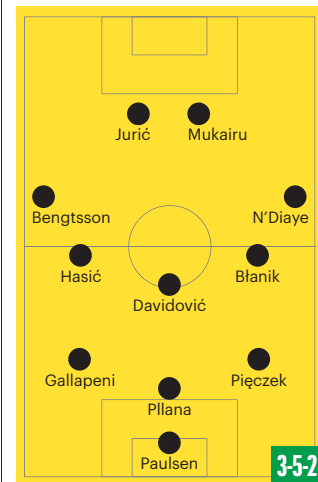 Jurić Mukairu
Bengtsson N'Diaye
Hasić Błanik
Davidović
Gallapeni Pięczek
Pllana
Paulsen
3-5-2